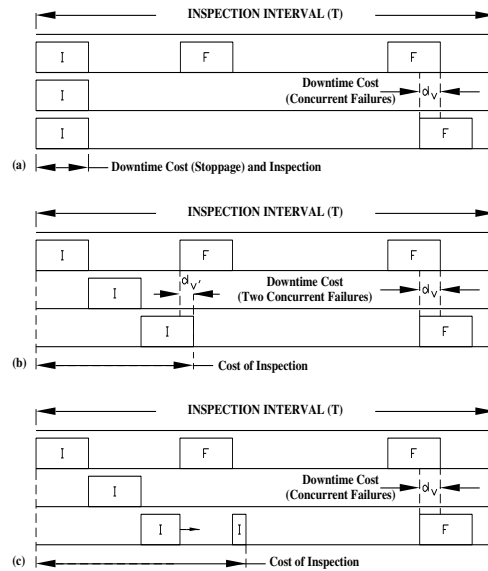 INSPECTION INTERVAL (T)
I F F
I
Downtime Cost
(Concurrent Failures)
dv
I F
(a)
Downtime Cost (Stoppage) and Inspection
INSPECTION INTERVAL (T)
I F F
dv'
I
Downtime Cost
(Two Concurrent Failures)
dv
I F
(b)
Cost of Inspection
INSPECTION INTERVAL (T)
I F F
I
Downtime Cost
(Concurrent Failures)
dv
I I F
(c)
Cost of Inspection